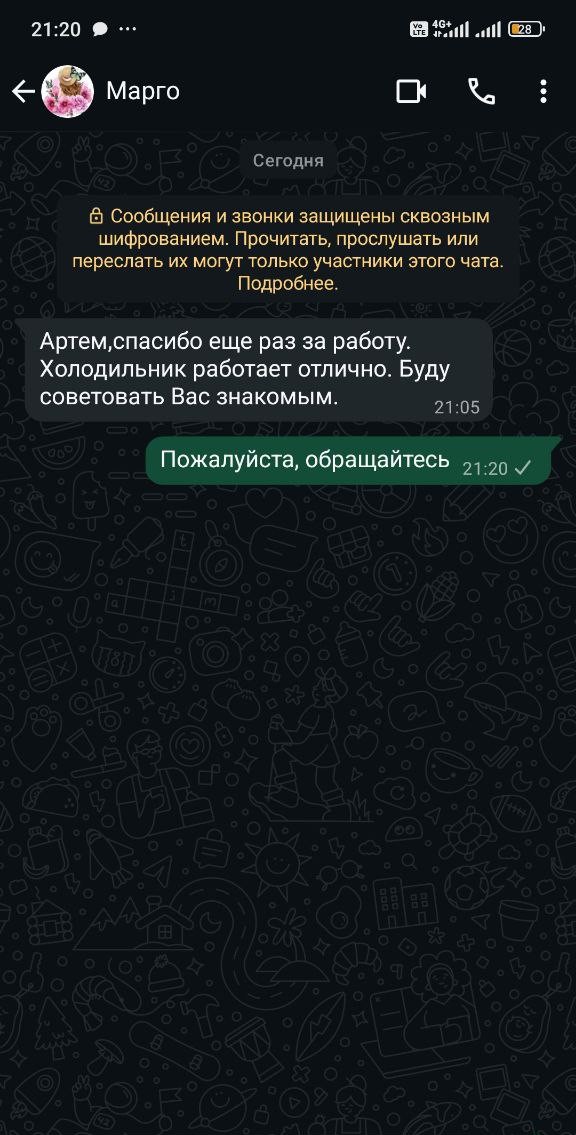 21:20
Vo LTE 4G+ 28
Марго
Сегодня
Сообщения и звонки защищены сквозным
шифрованием. Прочитать, прослушать или
переслать их могут только участники этого чата.
Подробнее.
Артем,спасибо еще раз за работу.
Холодильник работает отлично. Буду
советовать Вас знакомым.
21:05
Пожалуйста, обращайтесь
21:20